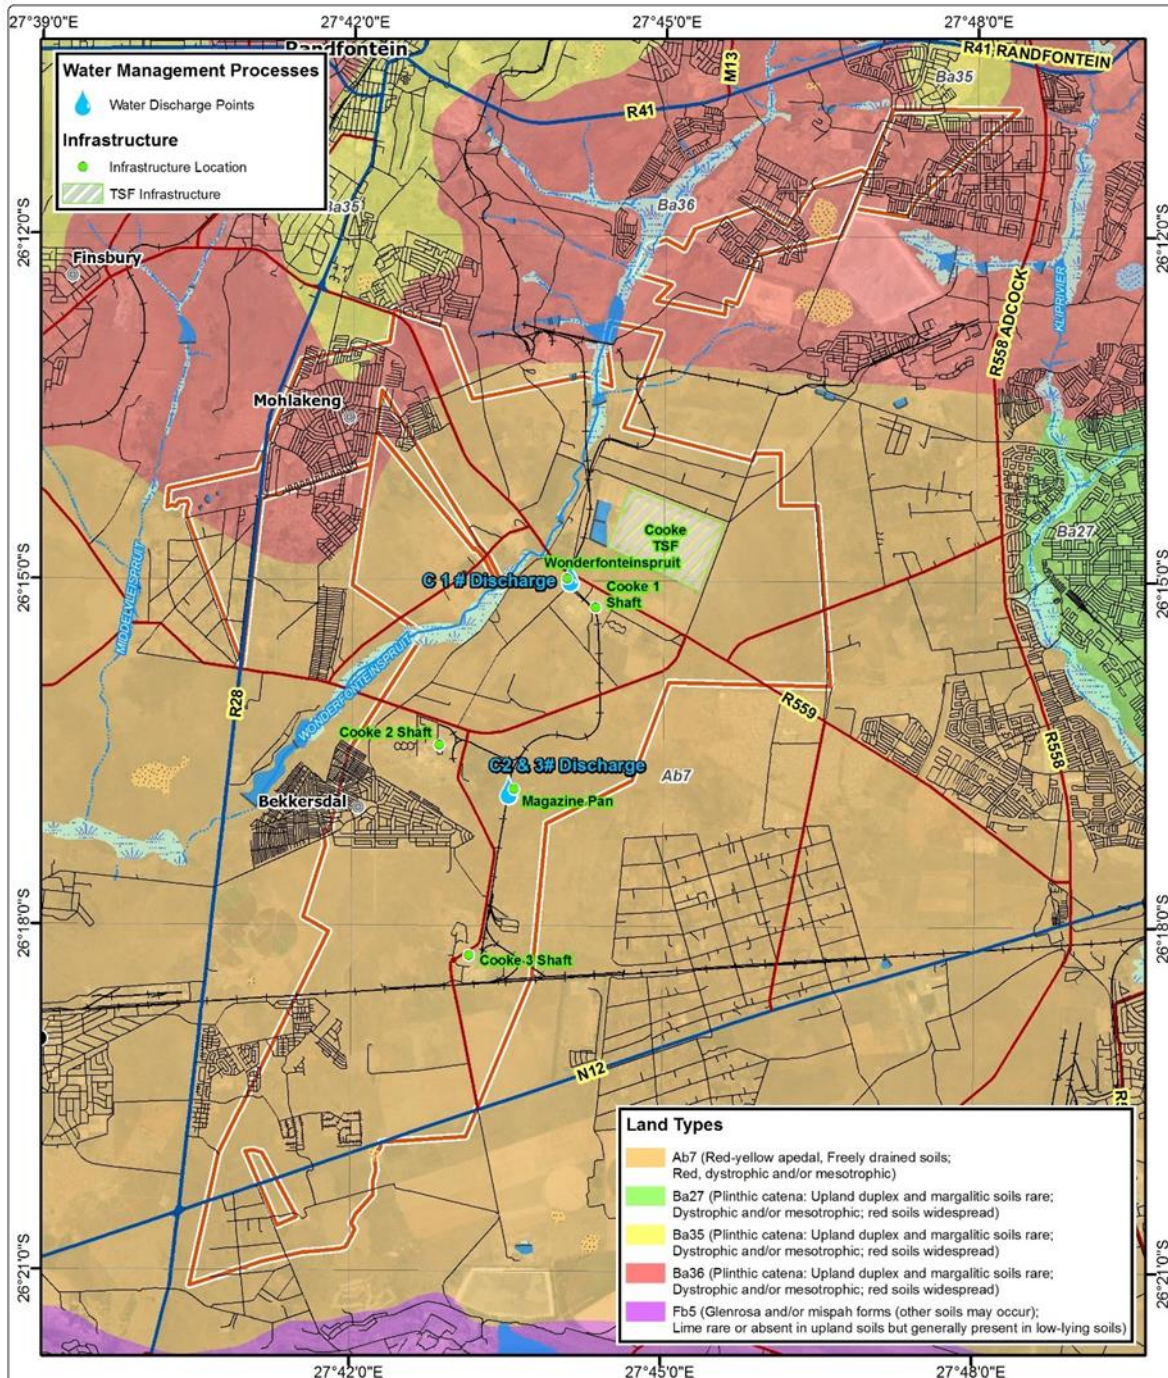 27°39'0"E
27°42'0"E
27°45'0"E
27°48'0"E
Randfontein
R41 RANDFONTEIN
M13
Ba35
Water Management Processes
Water Discharge Points
Infrastructure
Infrastructure Location
TSF Infrastructure
R41
Ba35
Ba36
26°12'0"S
26°12'0"S
Finsbury
KLIPRIVIER
R558 ADCOCK
Mohlakeng
Cooke
TSF
Ba27
Wonderfonteinspruit
C 1 # Discharge
26°15'0"S
26°15'0"S
Cooke 1
Shaft
MIDDELVLEISPRUIT
WONDERFONTEINSPRUIT
R28
R559
Cooke 2 Shaft
R558
C2 & 3# Discharge
Ab7
Magazine Pan
Bekkersdal
26°18'0"S
26°18'0"S
Cooke 3 Shaft
N12
Land Types
Ab7 (Red-yellow apedal, Freely drained soils;
Red, dystrophic and/or mesotrophic)
Ba27 (Plinthic catena: Upland duplex and margalitic soils rare;
Dystrophic and/or mesotrophic; red soils widespread)
Ba35 (Plinthic catena: Upland duplex and margalitic soils rare;
Dystrophic and/or mesotrophic; red soils widespread)
Ba36 (Plinthic catena: Upland duplex and margalitic soils rare;
Dystrophic and/or mesotrophic; red soils widespread)
Fb5 (Glenrosa and/or mispah forms (other soils may occur);
Lime rare or absent in upland soils but generally present in low-lying soils)
26°21'0"S
26°21'0"S
27°42'0"E
27°45'0"E
27°48'0"E